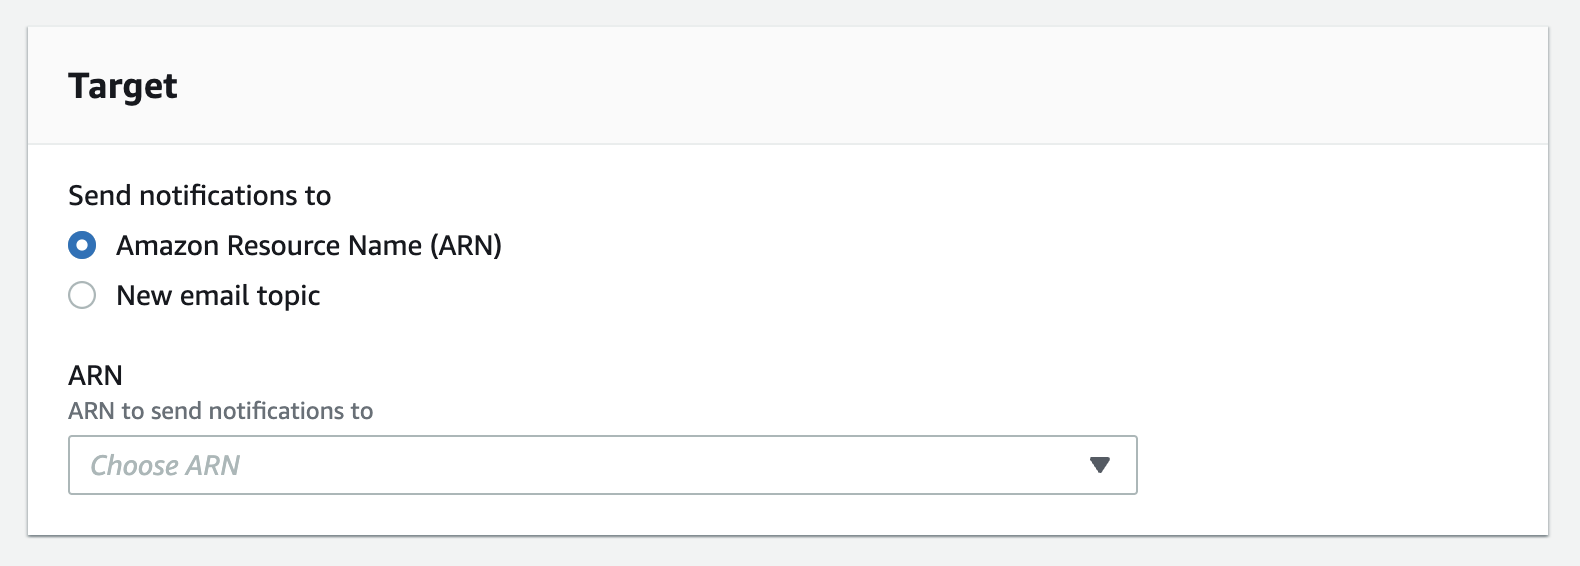 Target
Send notifications to
Amazon Resource Name (ARN)
New email topic
ARN
ARN to send notifications to
Choose ARN